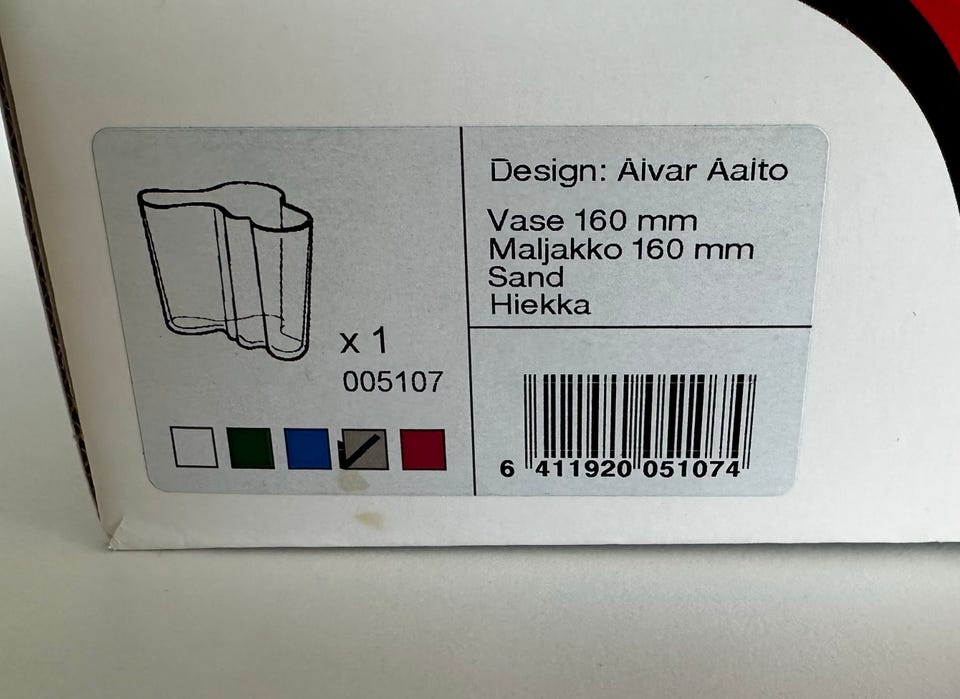 Design: Alvar Aalto
Vase 160 mm
Maljakko 160 mm
Sand
Hiekka
x 1
005107
6 411920 051074